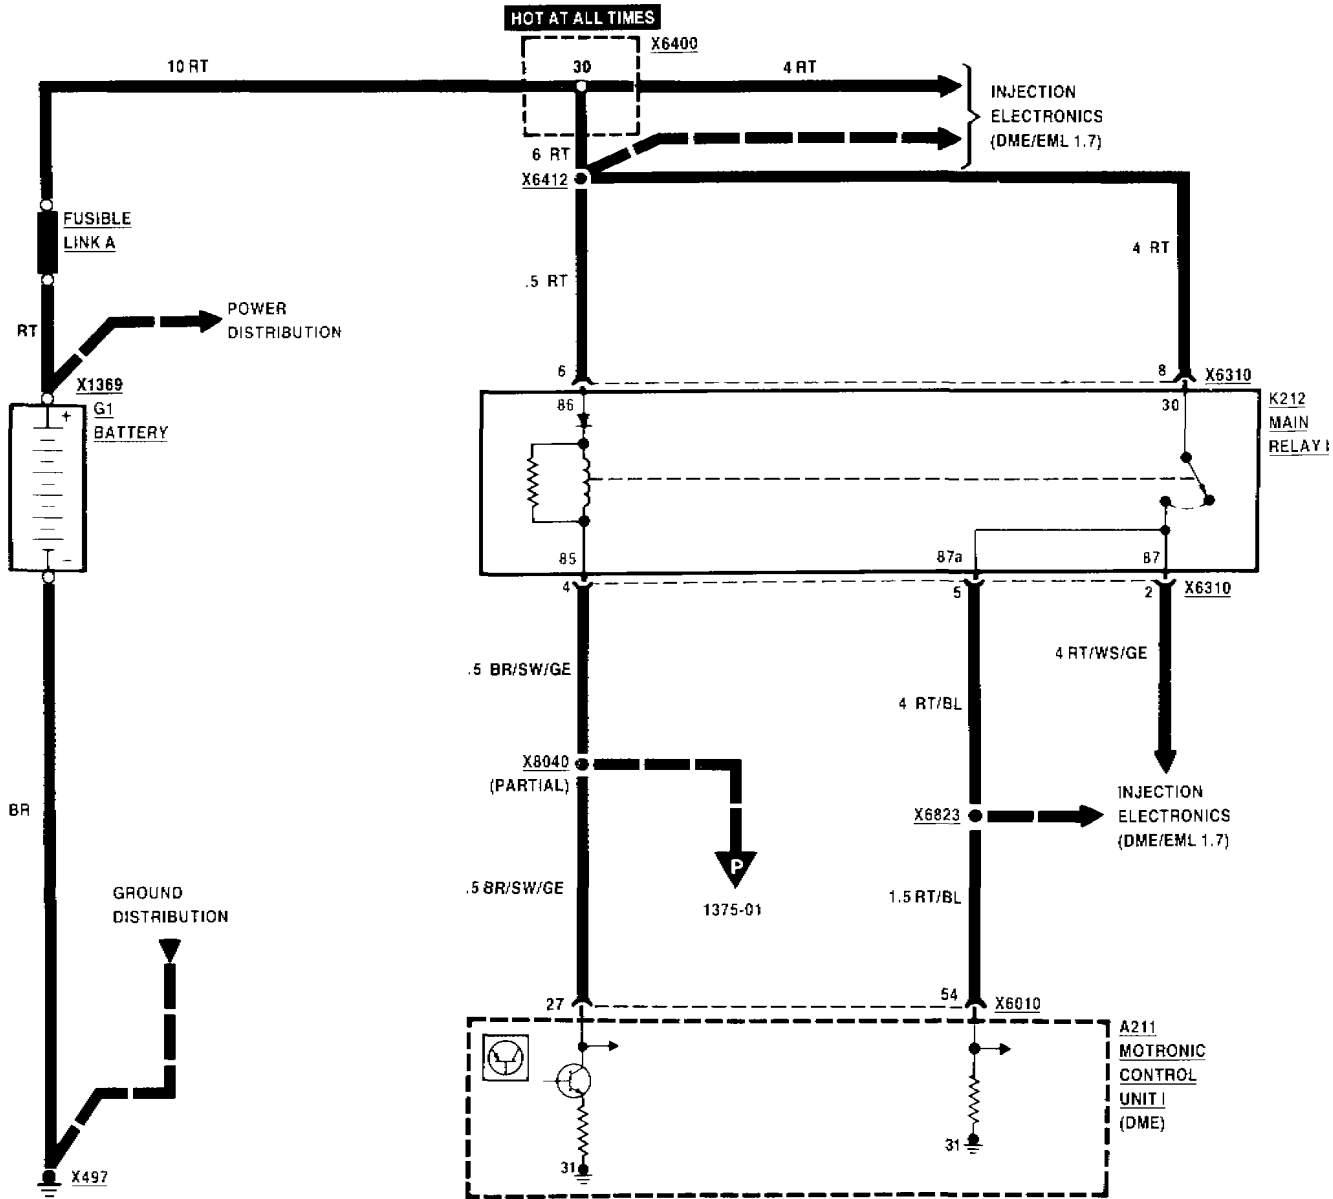 HOT AT ALL TIMES
X6400
10 RT
30
4 RT
INJECTION
ELECTRONICS
(DME/EML 1.7)
6 RT
X6412
FUSIBLE
LINK A
4 RT
.5 RT
POWER
DISTRIBUTION
RT
X1369
6
8
X6310
G1
BATTERY
+
-
86
30
K212
MAIN
RELAY I
85
87a
87
4
5
2
X6310
.5 BR/SW/GE
4 RT/WS/GE
4 RT/BL
X8040
(PARTIAL)
BR
X6823
INJECTION
ELECTRONICS
(DME/EML 1.7)
P
1375-01
.5 BR/SW/GE
1.5 RT/BL
GROUND
DISTRIBUTION
27
54
X6010
A211
MOTRONIC
CONTROL
UNIT I
(DME)
31
31
X497